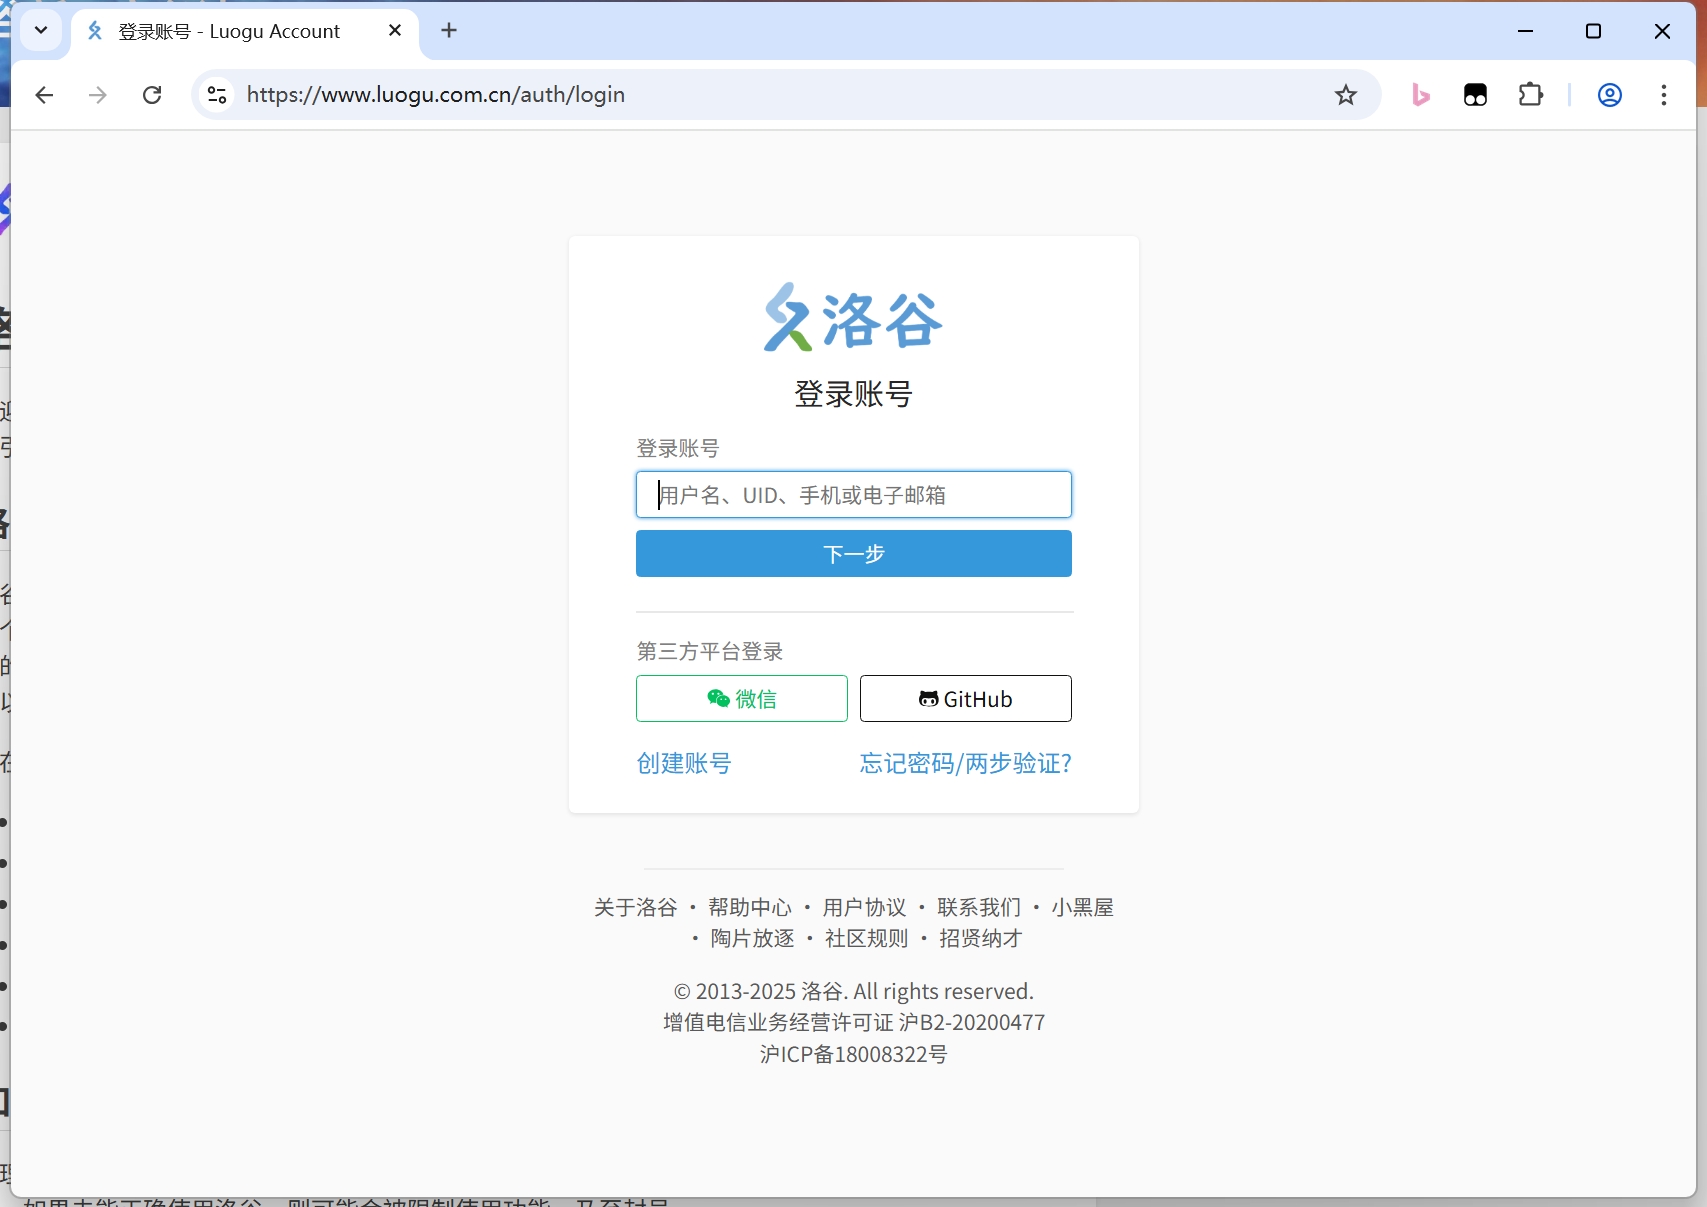 登录账号 - Luogu Account
https://www.luogu.com.cn/auth/login
洛谷
登录账号
登录账号
用户名、UID、手机或电子邮箱
下一步
第三方平台登录
微信
GitHub
创建账号
忘记密码/两步验证?
关于洛谷 • 帮助中心 • 用户协议 • 联系我们 • 小黑屋
• 陶片放逐 • 社区规则 • 招贤纳才
© 2013-2025 洛谷. All rights reserved.
增值电信业务经营许可证 沪B2-20200477
沪ICP备18008322号